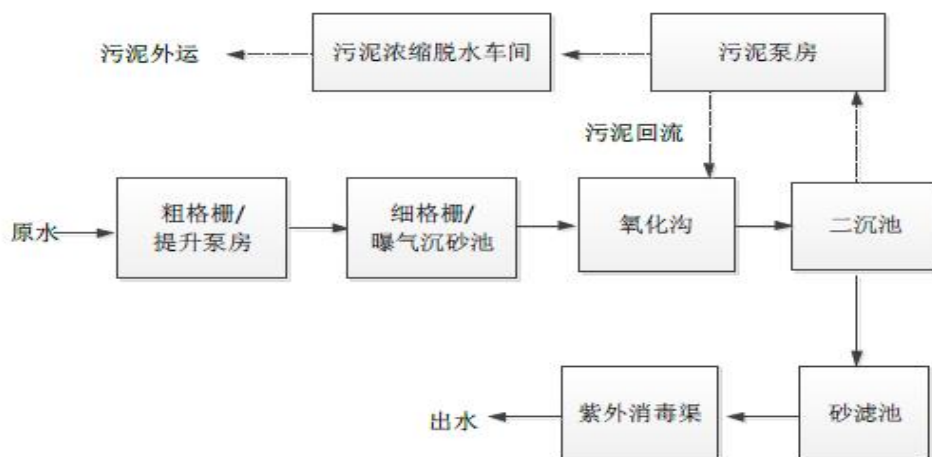 污泥外运
污泥浓缩脱水车间
污泥泵房
污泥回流
原水
粗格栅/
提升泵房
细格栅/
曝气沉砂池
氧化沟
二沉池
出水
紫外消毒渠
砂滤池